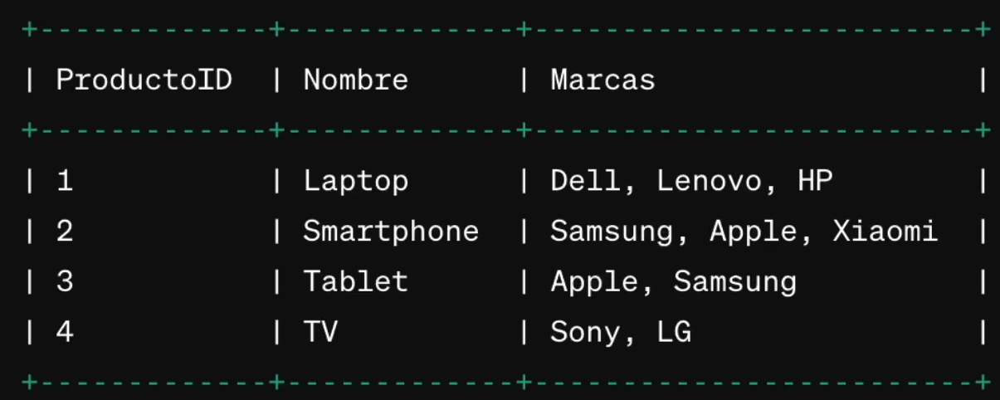 +-------------+-------------+-------------------------+
| ProductoID  | Nombre      | Marcas                  |
+-------------+-------------+-------------------------+
| 1           | Laptop      | Dell, Lenovo, HP        |
| 2           | Smartphone  | Samsung, Apple, Xiaomi  |
| 3           | Tablet      | Apple, Samsung          |
| 4           | TV          | Sony, LG                |
+-------------+-------------+-------------------------+